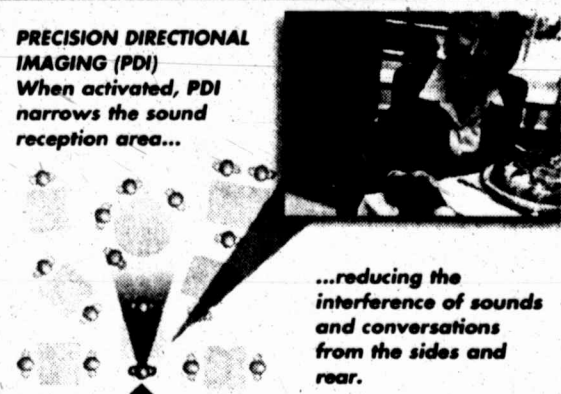 PRECISION DIRECTIONAL
IMAGING (PDI)
When activated, PDI
narrows the sound
reception area...
...reducing the
interference of sounds
and conversations
from the sides and
rear.